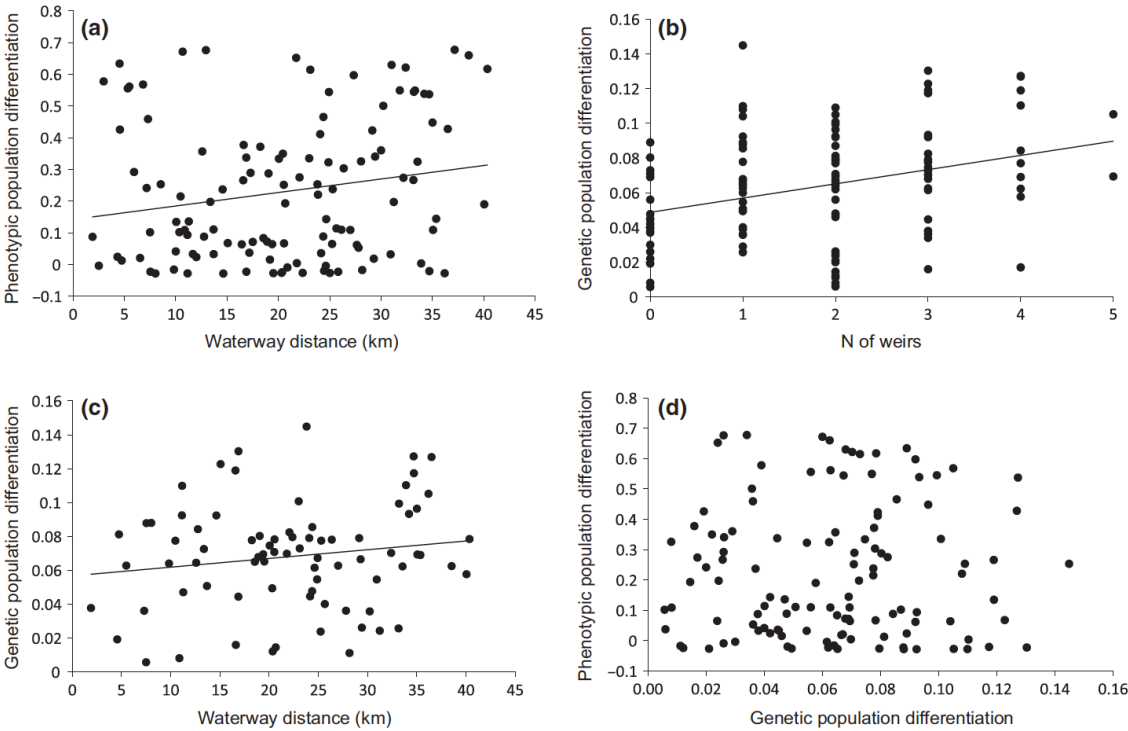 (a)
Phenotypic population differentiation
0.8
0.7
0.6
0.5
0.4
0.3
0.2
0.1
0
−0.1
0 5 10 15 20 25 30 35 40 45
Waterway distance (km)
(b)
Genetic population differentiation
0.16
0.14
0.12
0.1
0.08
0.06
0.04
0.02
0
0 1 2 3 4 5
N of weirs
(c)
Genetic population differentiation
0.16
0.14
0.12
0.1
0.08
0.06
0.04
0.02
0
0 5 10 15 20 25 30 35 40 45
Waterway distance (km)
(d)
Phenotypic population differentiation
0.8
0.7
0.6
0.5
0.4
0.3
0.2
0.1
0
−0.1
0.00 0.02 0.04 0.06 0.08 0.10 0.12 0.14 0.16
Genetic population differentiation